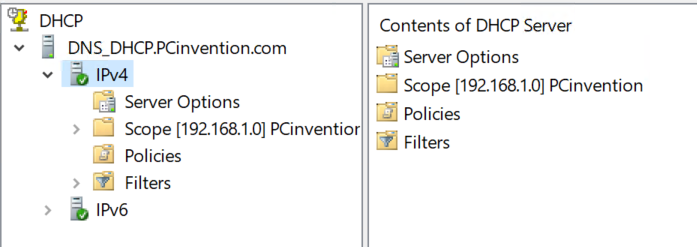 DHCP
DNS_DHCP.PCinvention.com
IPv4
Server Options
Scope [192.168.1.0] PCinvention
Policies
Filters
IPv6
Contents of DHCP Server
Server Options
Scope [192.168.1.0] PCinvention
Policies
Filters